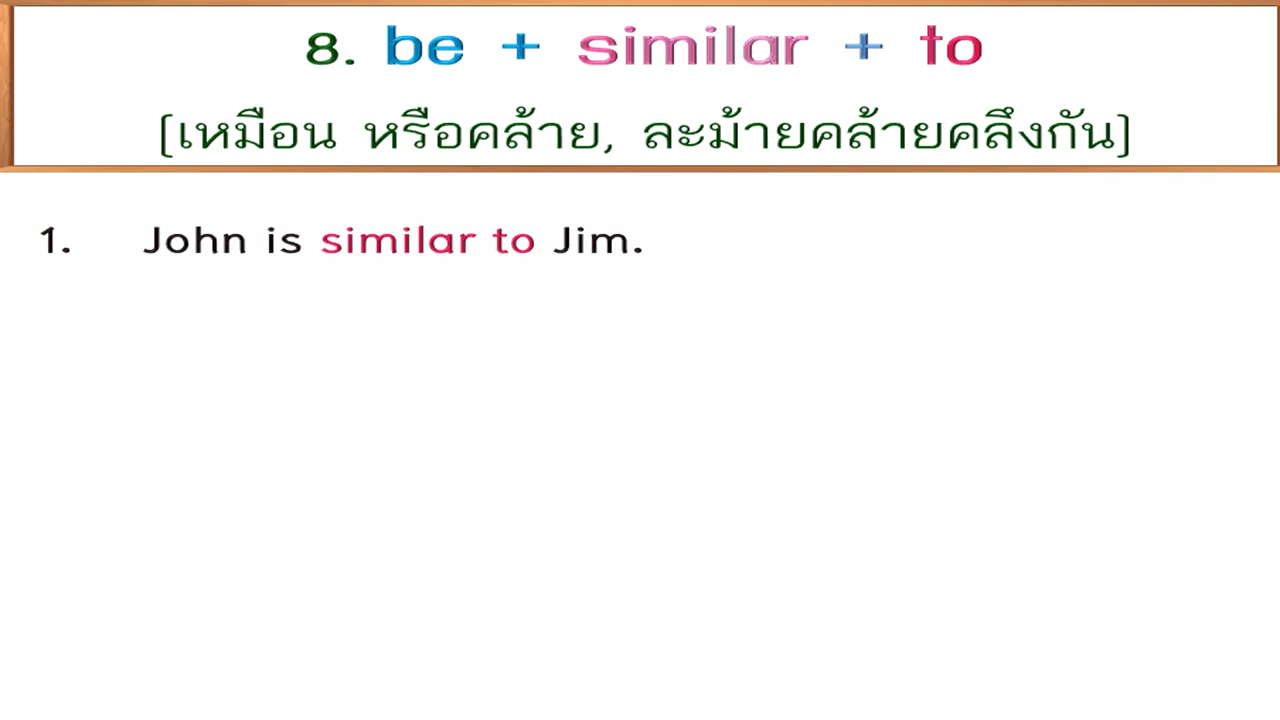 8. be + similar + to
(เหมือน หรือคล้าย, ละม้ายคล้ายคลึงกัน)
1. John is similar to Jim.